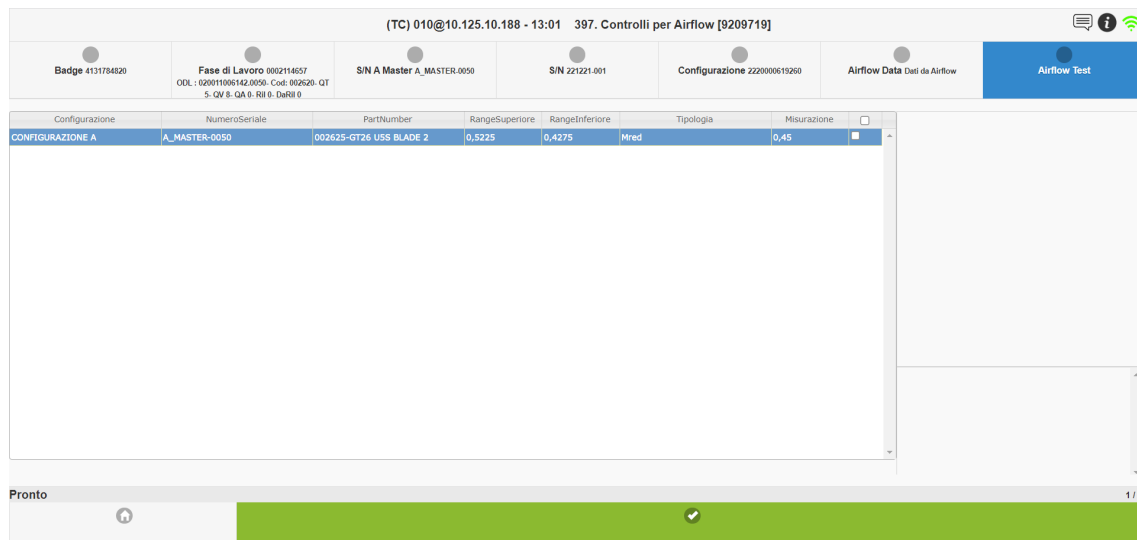 (TC) 010@10.125.10.188 - 13:01 397. Controlli per Airflow [9209719]
Badge 4131784820
Fase di Lavoro 0002114657
ODL : 020011006142.0050- Cod: 002620- QT
5- QV 8- QA 0- Ril 0- DaRil 0
S/N A Master A_MASTER-0050
S/N 221221-001
Configurazione 2220000619260
Airflow Data Dati da Airflow
Airflow Test
Configurazione NumeroSeriale PartNumber RangeSuperiore RangeInferiore Tipologia Misurazione
CONFIGURAZIONE A A_MASTER-0050 002625-GT26 U5S BLADE 2 0,5225 0,4275 Mred 0,45
Pronto
1 /